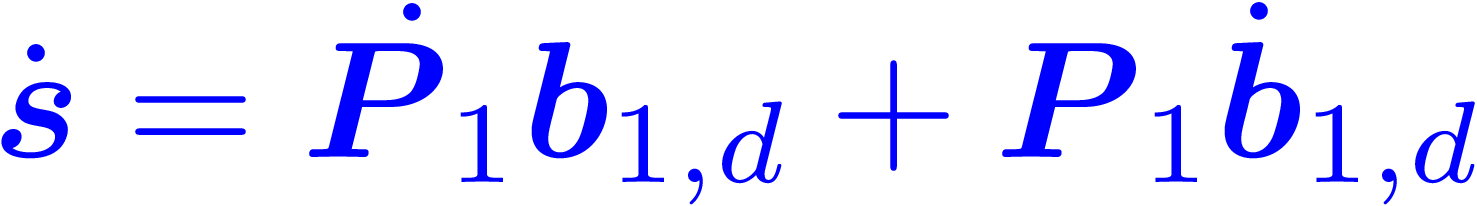 ṡ = Ṗ₁b₁,d + P₁ḃ₁,d